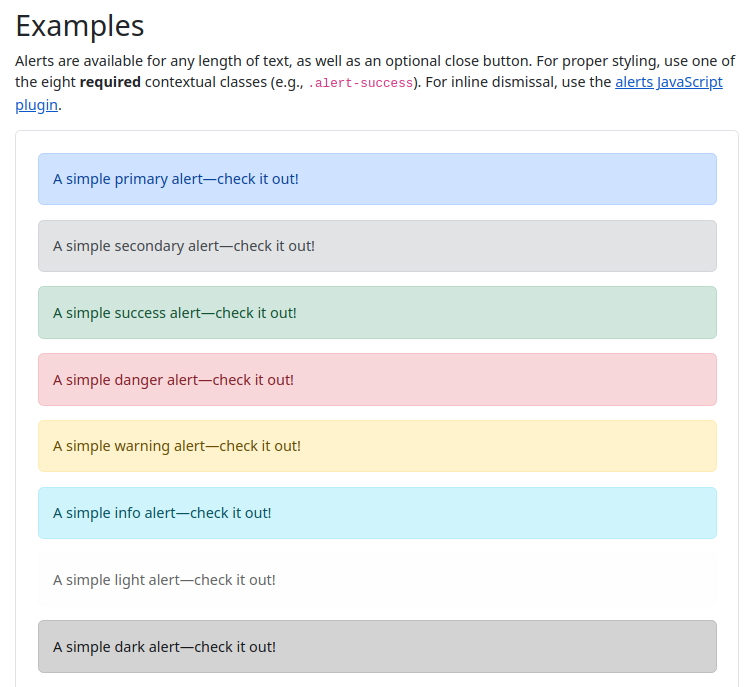 Examples
Alerts are available for any length of text, as well as an optional close button. For proper styling, use one of
the eight required contextual classes (e.g., .alert-success). For inline dismissal, use the alerts JavaScript
plugin.
A simple primary alert—check it out!
A simple secondary alert—check it out!
A simple success alert—check it out!
A simple danger alert—check it out!
A simple warning alert—check it out!
A simple info alert—check it out!
A simple light alert—check it out!
A simple dark alert—check it out!